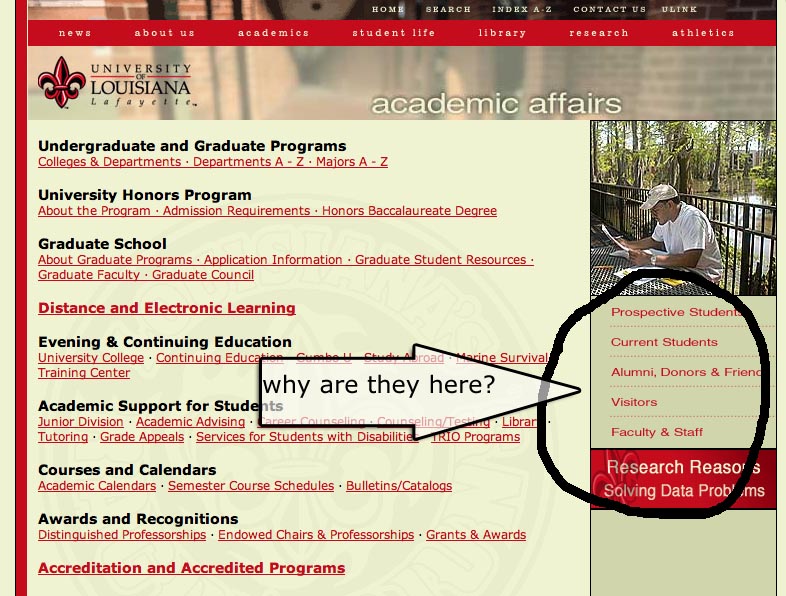 HOME SEARCH INDEX A-Z CONTACT US ULINK
news about us academics student life library research athletics
UNIVERSITY
OF
LOUISIANA
Lafayette™
academic affairs
Undergraduate and Graduate Programs
Colleges & Departments · Departments A - Z · Majors A - Z
University Honors Program
About the Program · Admission Requirements · Honors Baccalaureate Degree
Graduate School
About Graduate Programs · Application Information · Graduate Student Resources ·
Graduate Faculty · Graduate Council
Distance and Electronic Learning
Evening & Continuing Education
University College · Continuing Education · Gumbo U · Study Abroad · Marine Survival
Training Center
why are they here?
Academic Support for Students
Junior Division · Academic Advising · Career Counseling · Counseling/Testing · Library ·
Tutoring · Grade Appeals · Services for Students with Disabilities · TRIO Programs
Courses and Calendars
Academic Calendars · Semester Course Schedules · Bulletins/Catalogs
Awards and Recognitions
Distinguished Professorships · Endowed Chairs & Professorships · Grants & Awards
Accreditation and Accredited Programs
Prospective Students
Current Students
Alumni, Donors & Friend
Visitors
Faculty & Staff
Research Reasons
Solving Data Problems